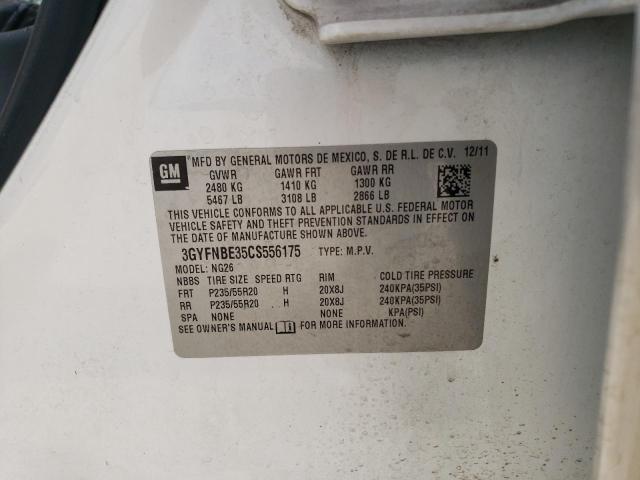 GM
MFD BY GENERAL MOTORS DE MEXICO, S. DE R.L. DE C.V. 12/11
GVWR GAWR FRT GAWR RR
2480 KG 1410 KG 1300 KG
5467 LB 3108 LB 2866 LB
THIS VEHICLE CONFORMS TO ALL APPLICABLE U.S. FEDERAL MOTOR
VEHICLE SAFETY AND THEFT PREVENTION STANDARDS IN EFFECT ON
THE DATE OF MANUFACTURE SHOWN ABOVE.
3GYFNBE35CS556175 TYPE: M.P.V.
MODEL: NG26
NBBS TIRE SIZE SPEED RTG RIM COLD TIRE PRESSURE
FRT P235/55R20 H 20X8J 240KPA(35PSI)
RR P235/55R20 H 20X8J 240KPA(35PSI)
SPA NONE NONE KPA(PSI)
SEE OWNER'S MANUAL FOR MORE INFORMATION.